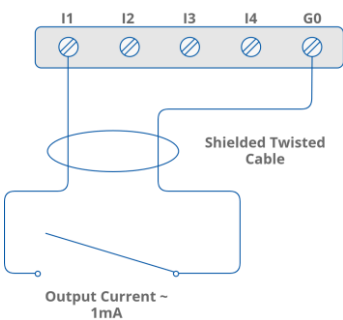 I1 I2 I3 I4 G0
Shielded Twisted
Cable
Output Current ~
1mA